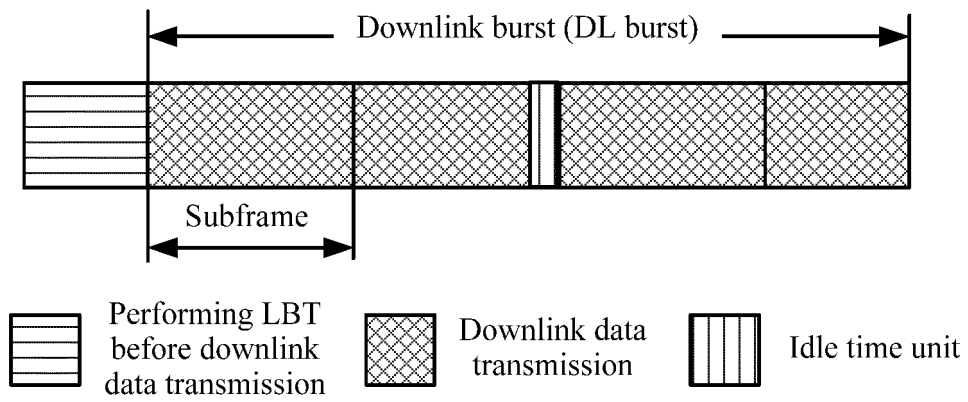 Downlink burst (DL burst)
Subframe
Performing LBT
before downlink
data transmission
Downlink data
transmission
Idle time unit